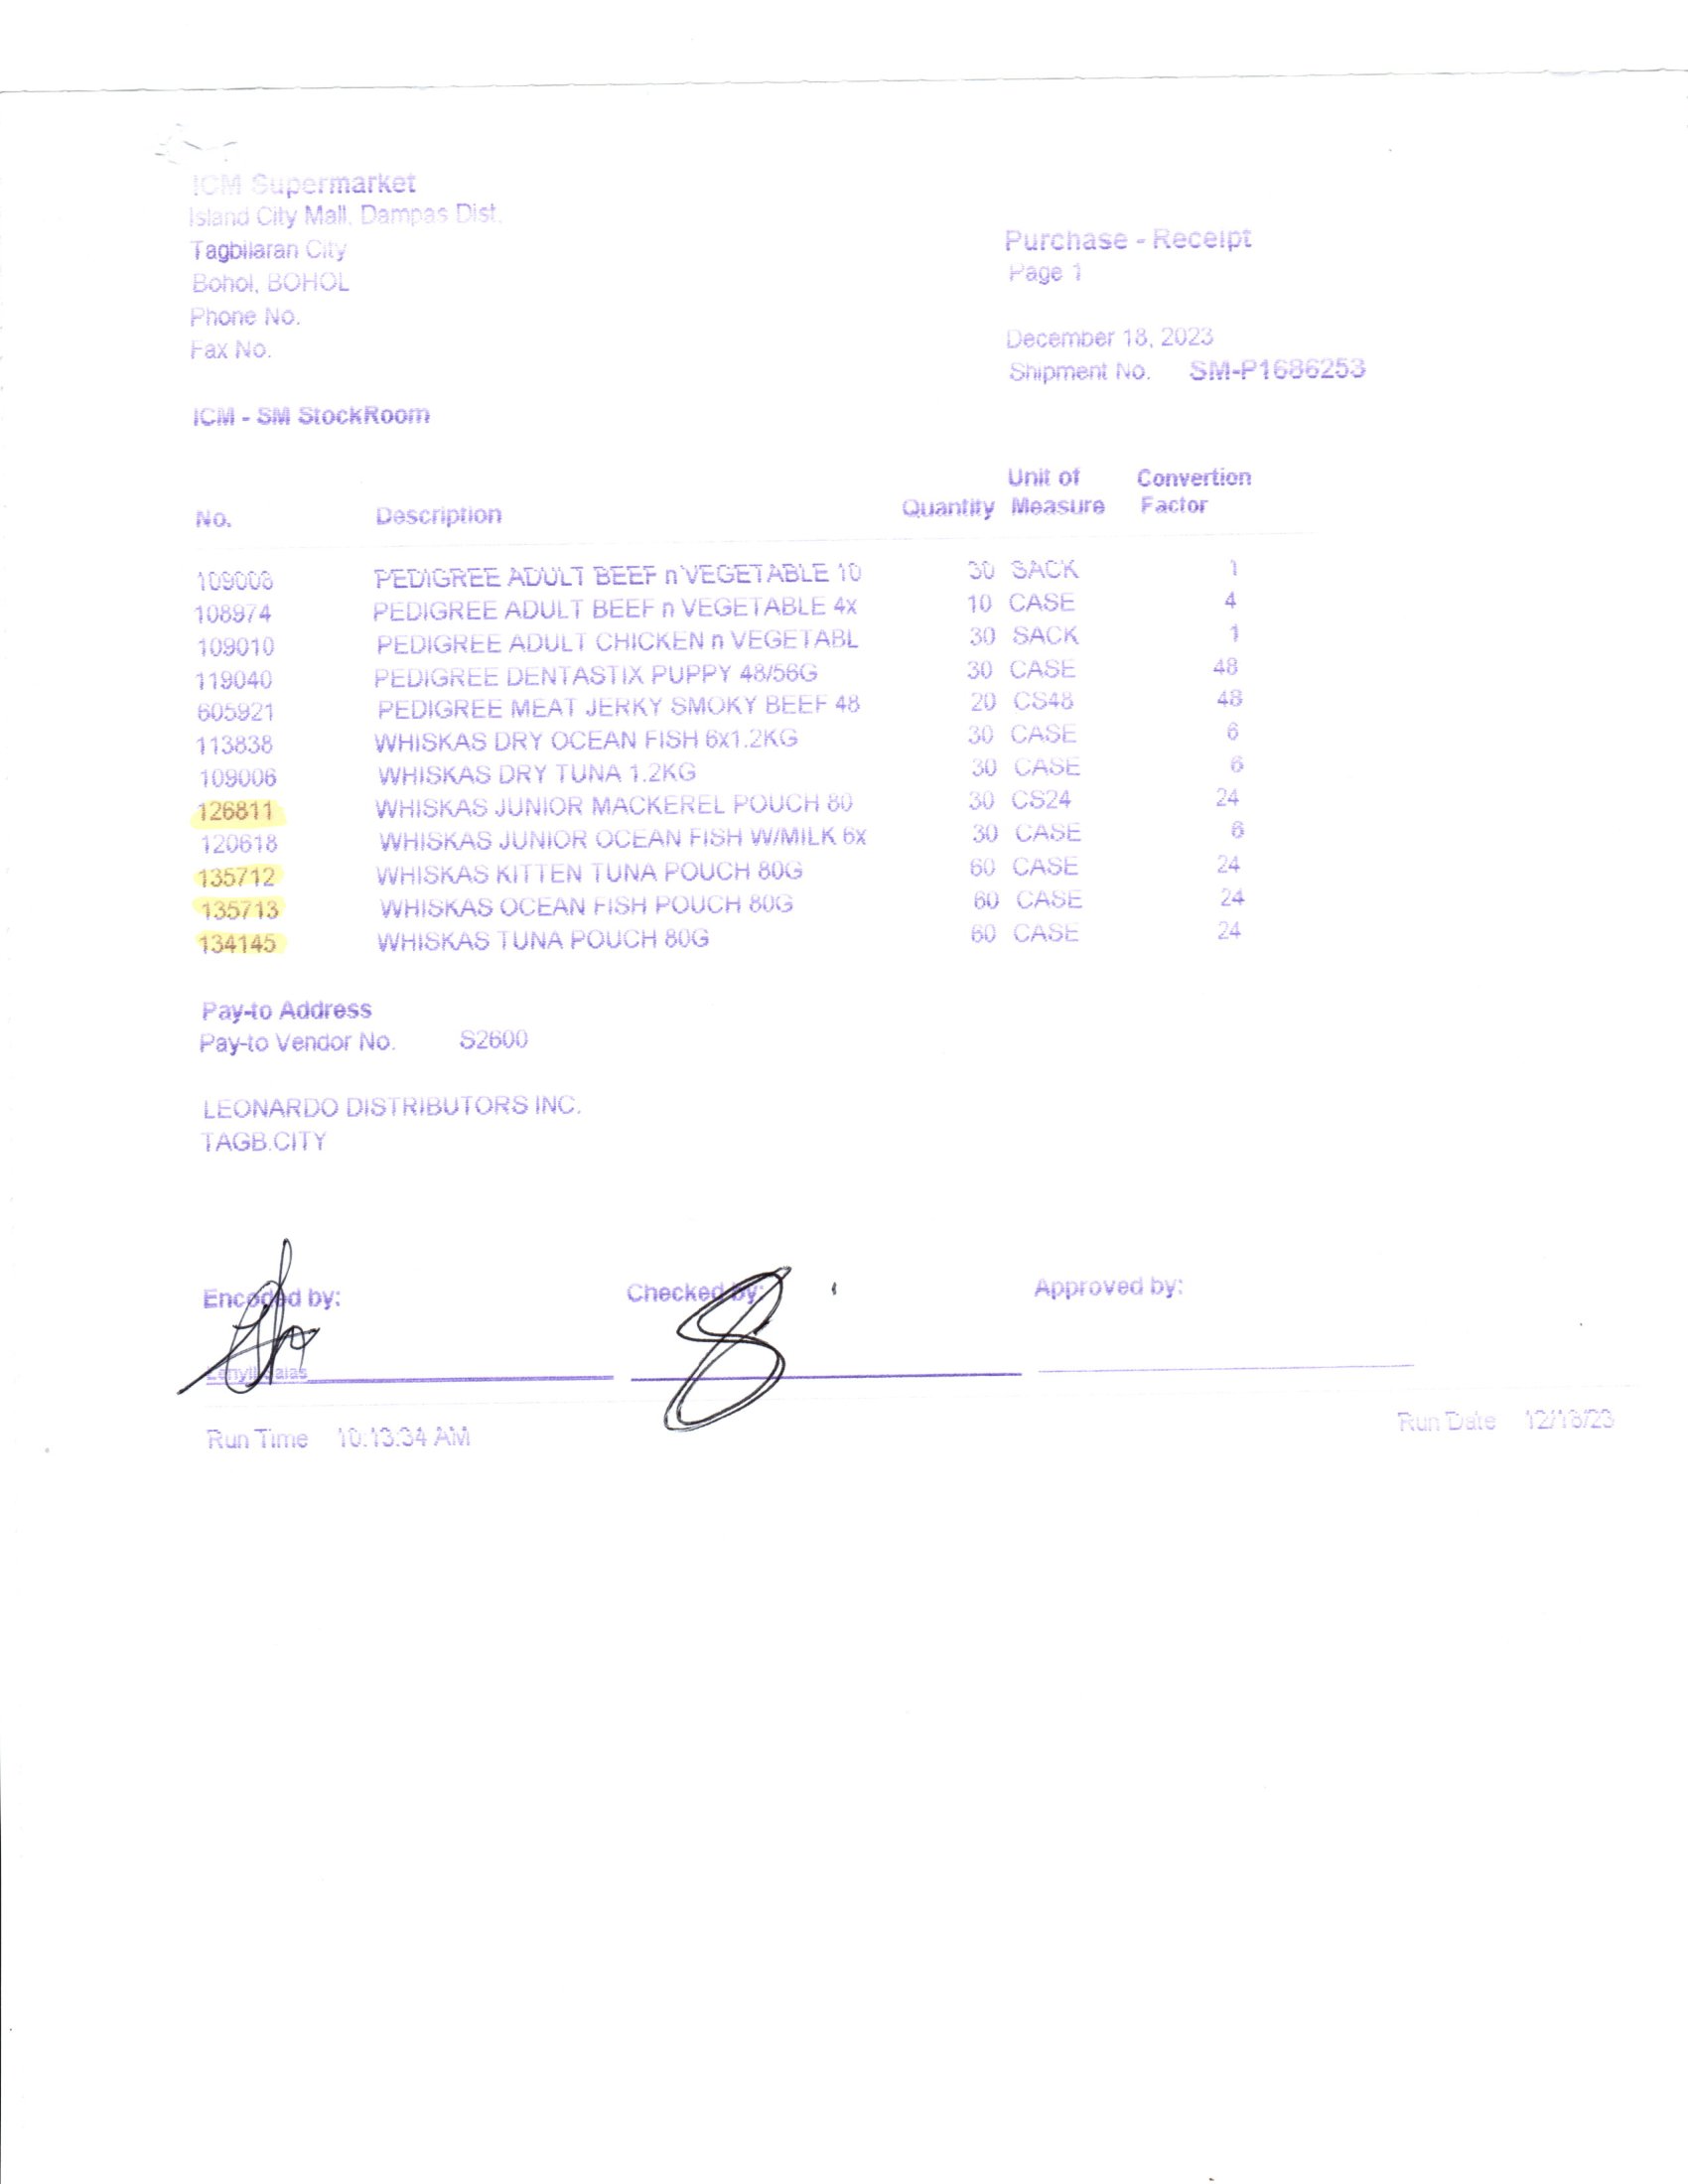 ICM Supermarket
Island City Mall, Dampas Dist.
Tagbilaran City
Bohol, BOHOL
Phone No.
Fax No.
Purchase - Receipt
Page 1
December 18, 2023
Shipment No. SM-P1686253
ICM - SM StockRoom
No. Description Quantity Unit of Measure Convertion Factor
109008 PEDIGREE ADULT BEEF n VEGETABLE 10 30 SACK 1
108974 PEDIGREE ADULT BEEF n VEGETABLE 4x 10 CASE 4
109010 PEDIGREE ADULT CHICKEN n VEGETABL 30 SACK 1
119040 PEDIGREE DENTASTIX PUPPY 48/56G 30 CASE 48
605921 PEDIGREE MEAT JERKY SMOKY BEEF 48 20 CS48 48
113838 WHISKAS DRY OCEAN FISH 6x1.2KG 30 CASE 6
109006 WHISKAS DRY TUNA 1.2KG 30 CASE 6
126811 WHISKAS JUNIOR MACKEREL POUCH 80 30 CS24 24
120618 WHISKAS JUNIOR OCEAN FISH W/MILK 6x 30 CASE 6
135712 WHISKAS KITTEN TUNA POUCH 80G 60 CASE 24
135713 WHISKAS OCEAN FISH POUCH 80G 60 CASE 24
134145 WHISKAS TUNA POUCH 80G 60 CASE 24
Pay-to Address
Pay-to Vendor No. S2600
LEONARDO DISTRIBUTORS INC.
TAGB.CITY
Encoded by: Checked by: Approved by:
Run Time 10:13:34 AM Run Date 12/18/23